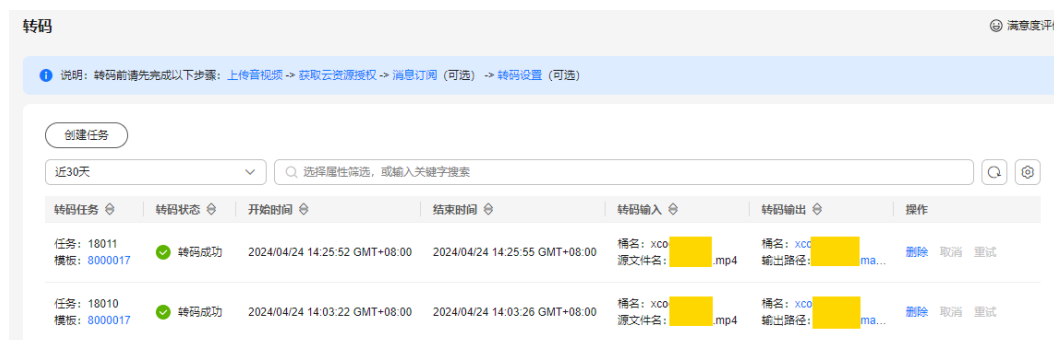 转码
满意度评
说明：转码前请先完成以下步骤：上传音视频 -> 获取云资源授权 -> 消息订阅（可选） -> 转码设置（可选）
创建任务
近30天
选择属性筛选，或输入关键字搜索
转码任务 转码状态 开始时间 结束时间 转码输入 转码输出 操作
任务：18011 转码成功 2024/04/24 14:25:52 GMT+08:00 2024/04/24 14:25:55 GMT+08:00 桶名：xco 桶名：xco 删除 取消 重试
模板：8000017 源文件名： .mp4 输出路径： ma...
任务：18010 转码成功 2024/04/24 14:03:22 GMT+08:00 2024/04/24 14:03:26 GMT+08:00 桶名：xco 桶名：xco 删除 取消 重试
模板：8000017 源文件名： .mp4 输出路径： ma...